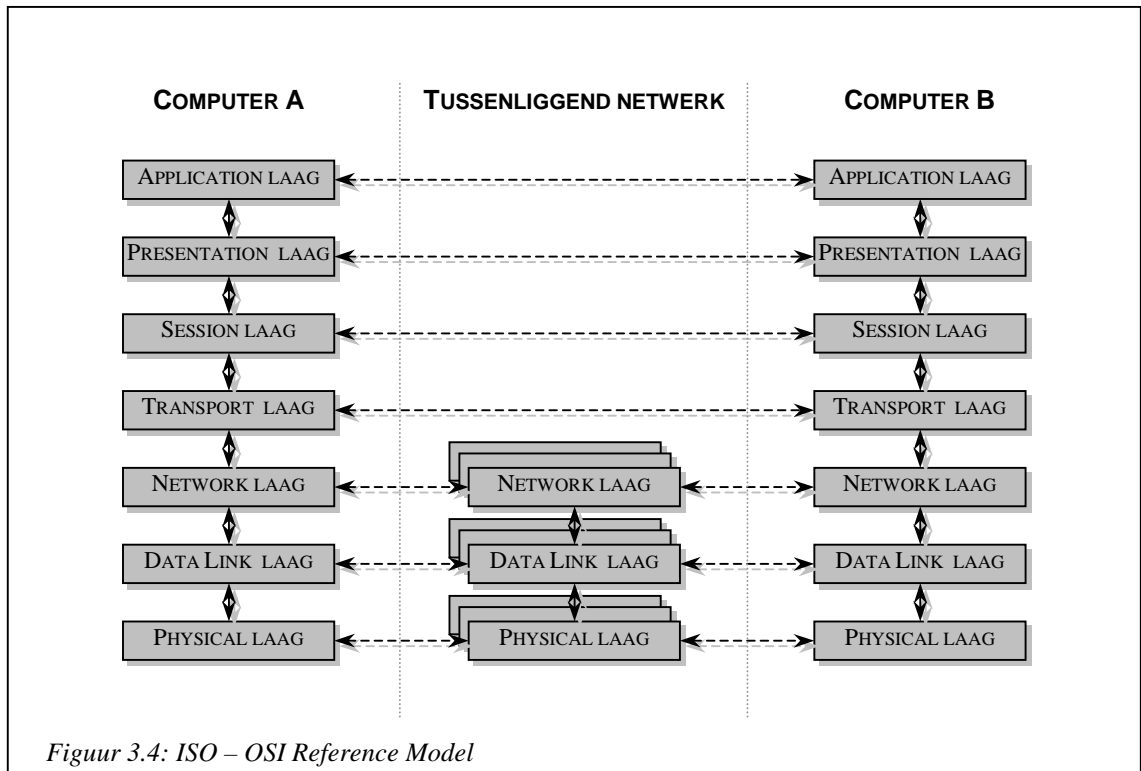 COMPUTER A TUSSENLIGGEND NETWERK COMPUTER B
APPLICATION LAAG APPLICATION LAAG
PRESENTATION LAAG PRESENTATION LAAG
SESSION LAAG SESSION LAAG
TRANSPORT LAAG TRANSPORT LAAG
NETWORK LAAG NETWORK LAAG NETWORK LAAG
DATA LINK LAAG DATA LINK LAAG DATA LINK LAAG
PHYSICAL LAAG PHYSICAL LAAG PHYSICAL LAAG
Figuur 3.4: ISO – OSI Reference Model